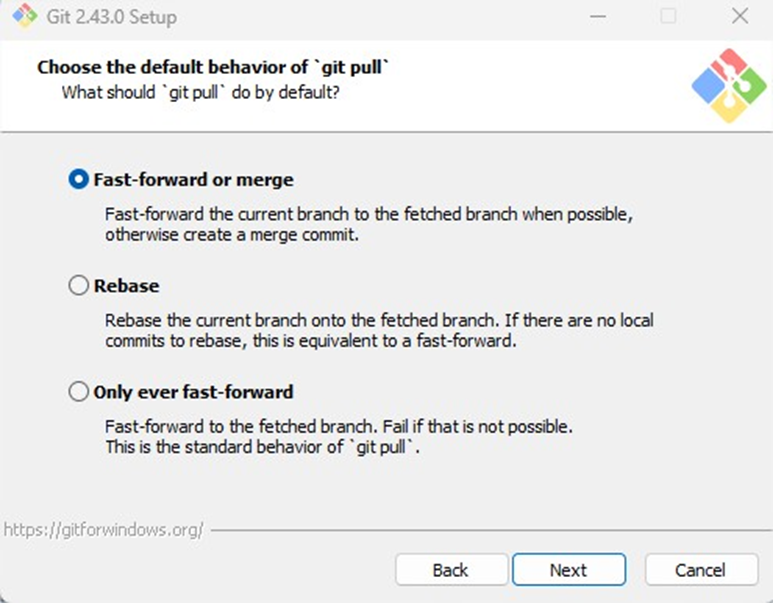 Git 2.43.0 Setup
Choose the default behavior of `git pull`
What should `git pull` do by default?
Fast-forward or merge
Fast-forward the current branch to the fetched branch when possible,
otherwise create a merge commit.
Rebase
Rebase the current branch onto the fetched branch. If there are no local
commits to rebase, this is equivalent to a fast-forward.
Only ever fast-forward
Fast-forward to the fetched branch. Fail if that is not possible.
This is the standard behavior of `git pull`.
https://gitforwindows.org/
Back Next Cancel